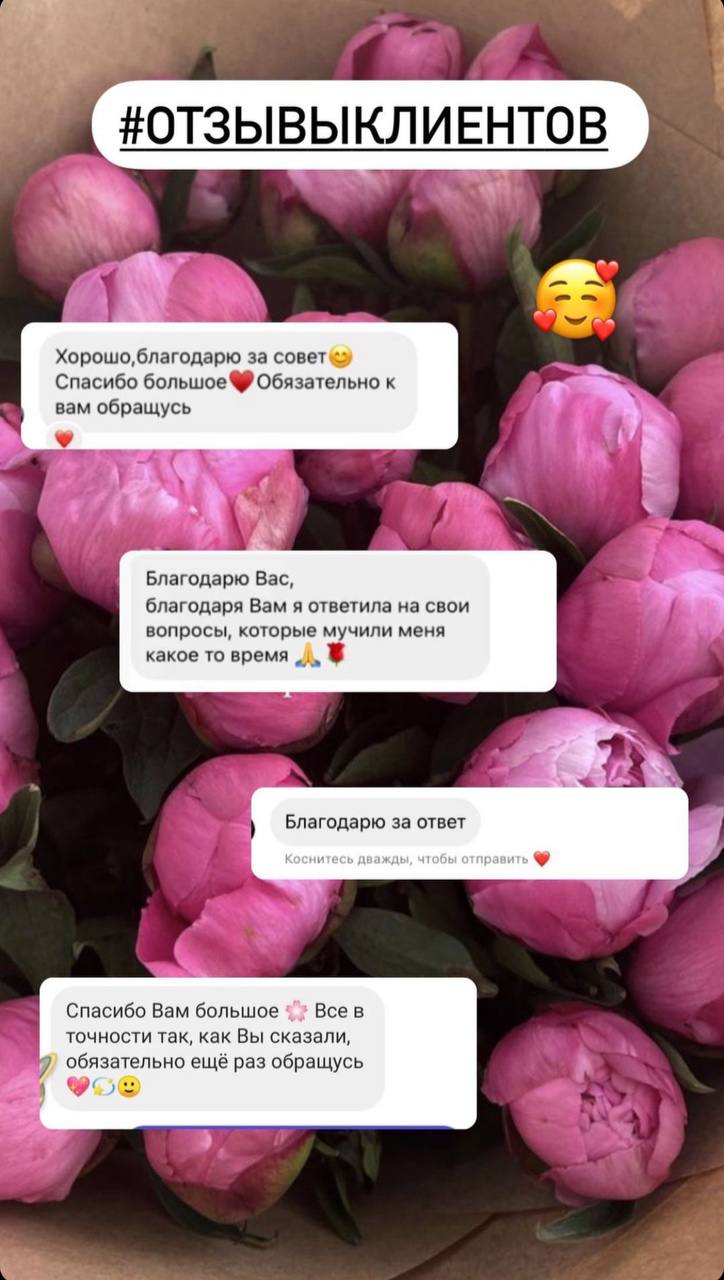 #ОТЗЫВЫКЛИЕНТОВ
Хорошо,благодарю за совет😊
Спасибо большое♥️Обязательно к
вам обращусь
❤️
Благодарю Вас,
благодаря Вам я ответила на свои
вопросы, которые мучили меня
какое то время 🙏🌹
Благодарю за ответ
Коснитесь дважды, чтобы отправить ❤️
Спасибо Вам большое 🌸 Все в
точности так, как Вы сказали,
обязательно ещё раз обращусь
💖💫🙂